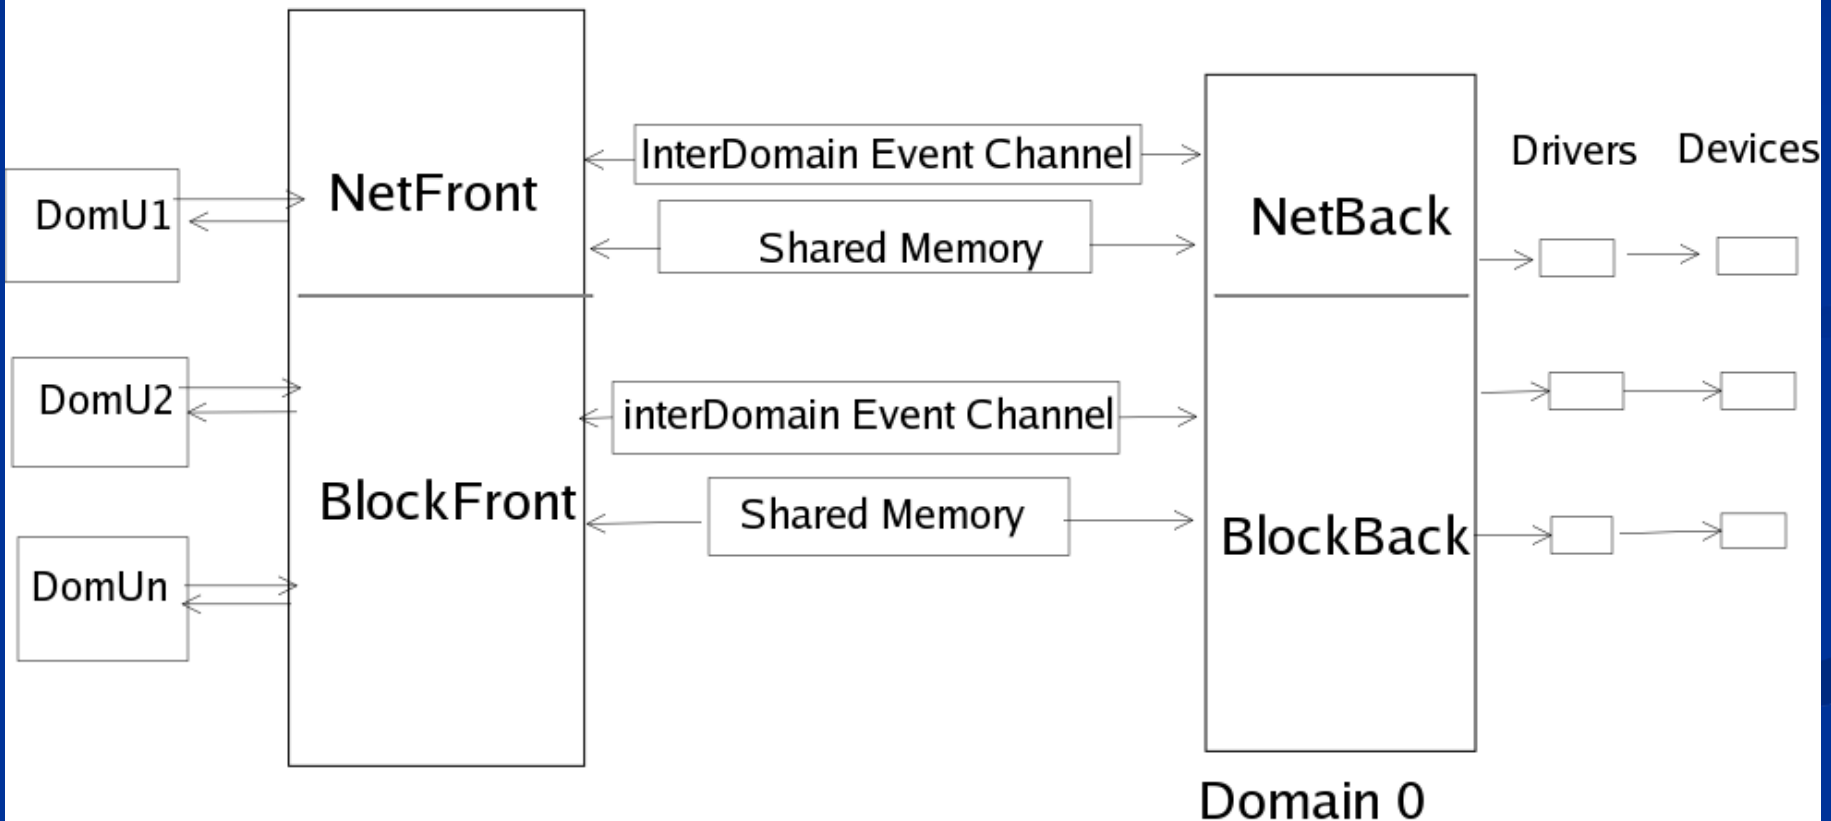 InterDomain Event Channel
Drivers
Devices
DomU1
NetFront
Shared Memory
NetBack
DomU2
interDomain Event Channel
BlockFront
Shared Memory
BlockBack
DomUn
Domain 0